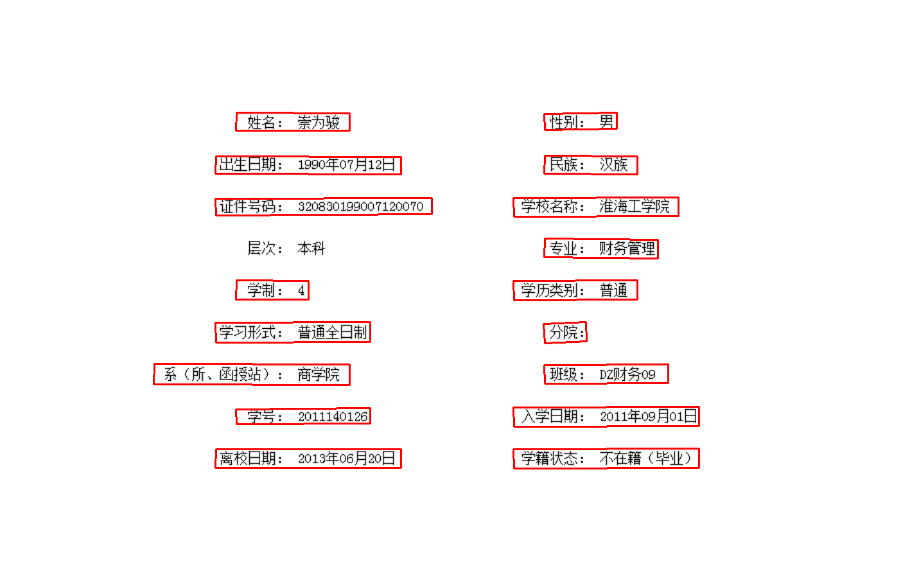 姓名： 崇为骏 性别： 男
出生日期： 1990年07月12日 民族： 汉族
证件号码： 320830199007120070 学校名称： 淮海工学院
层次： 本科 专业： 财务管理
学制： 4 学历类别： 普通
学习形式： 普通全日制 分院：
系（所、函授站）： 商学院 班级： DZ财务09
学号： 2011140126 入学日期： 2011年09月01日
离校日期： 2013年06月20日 学籍状态： 不在籍（毕业）